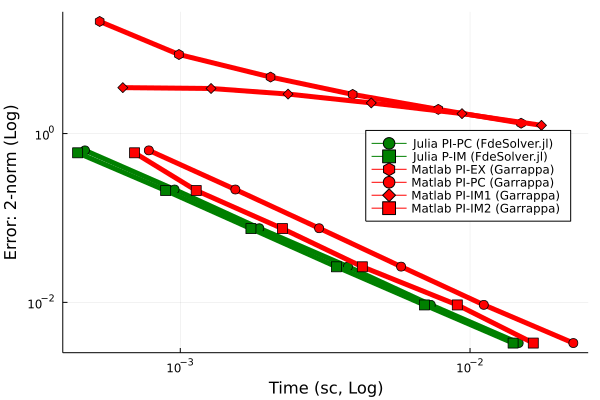 Error: 2-norm (Log)
10⁰
10⁻²
Julia PI-PC (FdeSolver.jl)
Julia P-IM (FdeSolver.jl)
Matlab PI-EX (Garrappa)
Matlab PI-PC (Garrappa)
Matlab PI-IM1 (Garrappa)
Matlab PI-IM2 (Garrappa)
10⁻³ 10⁻²
Time (sc, Log)